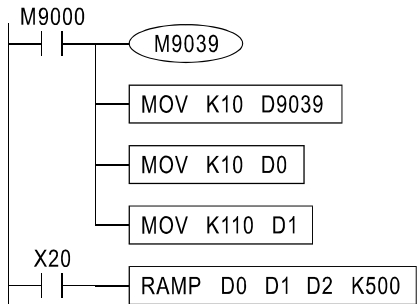 M9000
M9039
MOV K10 D9039
MOV K10 D0
MOV K110 D1
X20
RAMP D0 D1 D2 K500